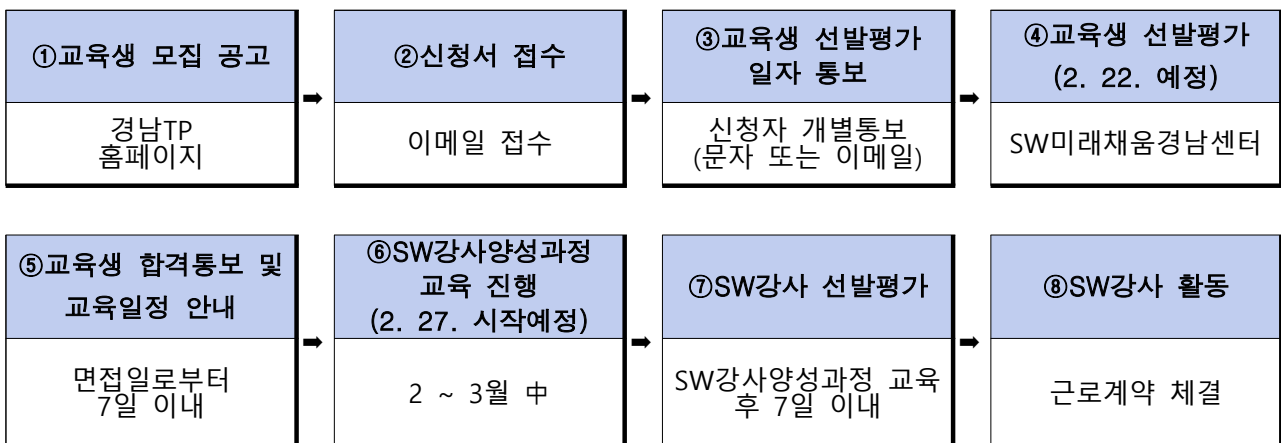 ①교육생 모집 공고
경남TP
홈페이지
➡
②신청서 접수
이메일 접수
➡
③교육생 선발평가
일자 통보
신청자 개별통보
(문자 또는 이메일)
➡
④교육생 선발평가
(2. 22. 예정)
SW미래채움경남센터
⑤교육생 합격통보 및
교육일정 안내
면접일로부터
7일 이내
➡
⑥SW강사양성과정
교육 진행
(2. 27. 시작예정)
2 ~ 3월 中
➡
⑦SW강사 선발평가
SW강사양성과정 교육
후 7일 이내
➡
⑧SW강사 활동
근로계약 체결